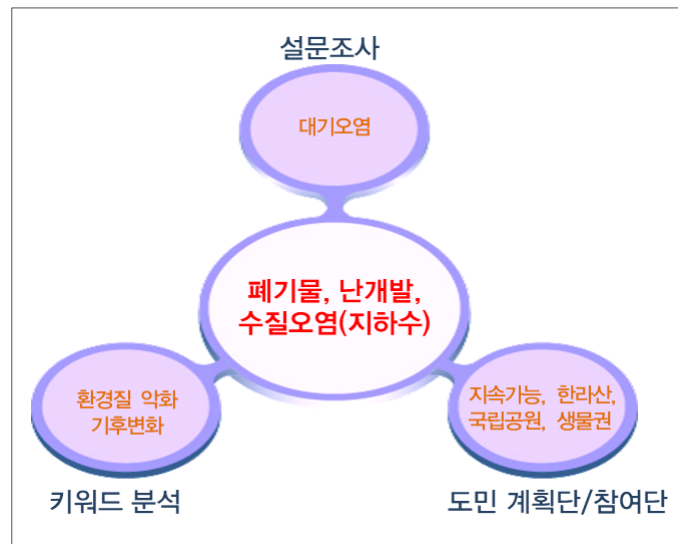 설문조사
대기오염
폐기물, 난개발,
수질오염(지하수)
환경질 악화
기후변화
키워드 분석
지속가능, 한라산,
국립공원, 생물권
도민 계획단/참여단